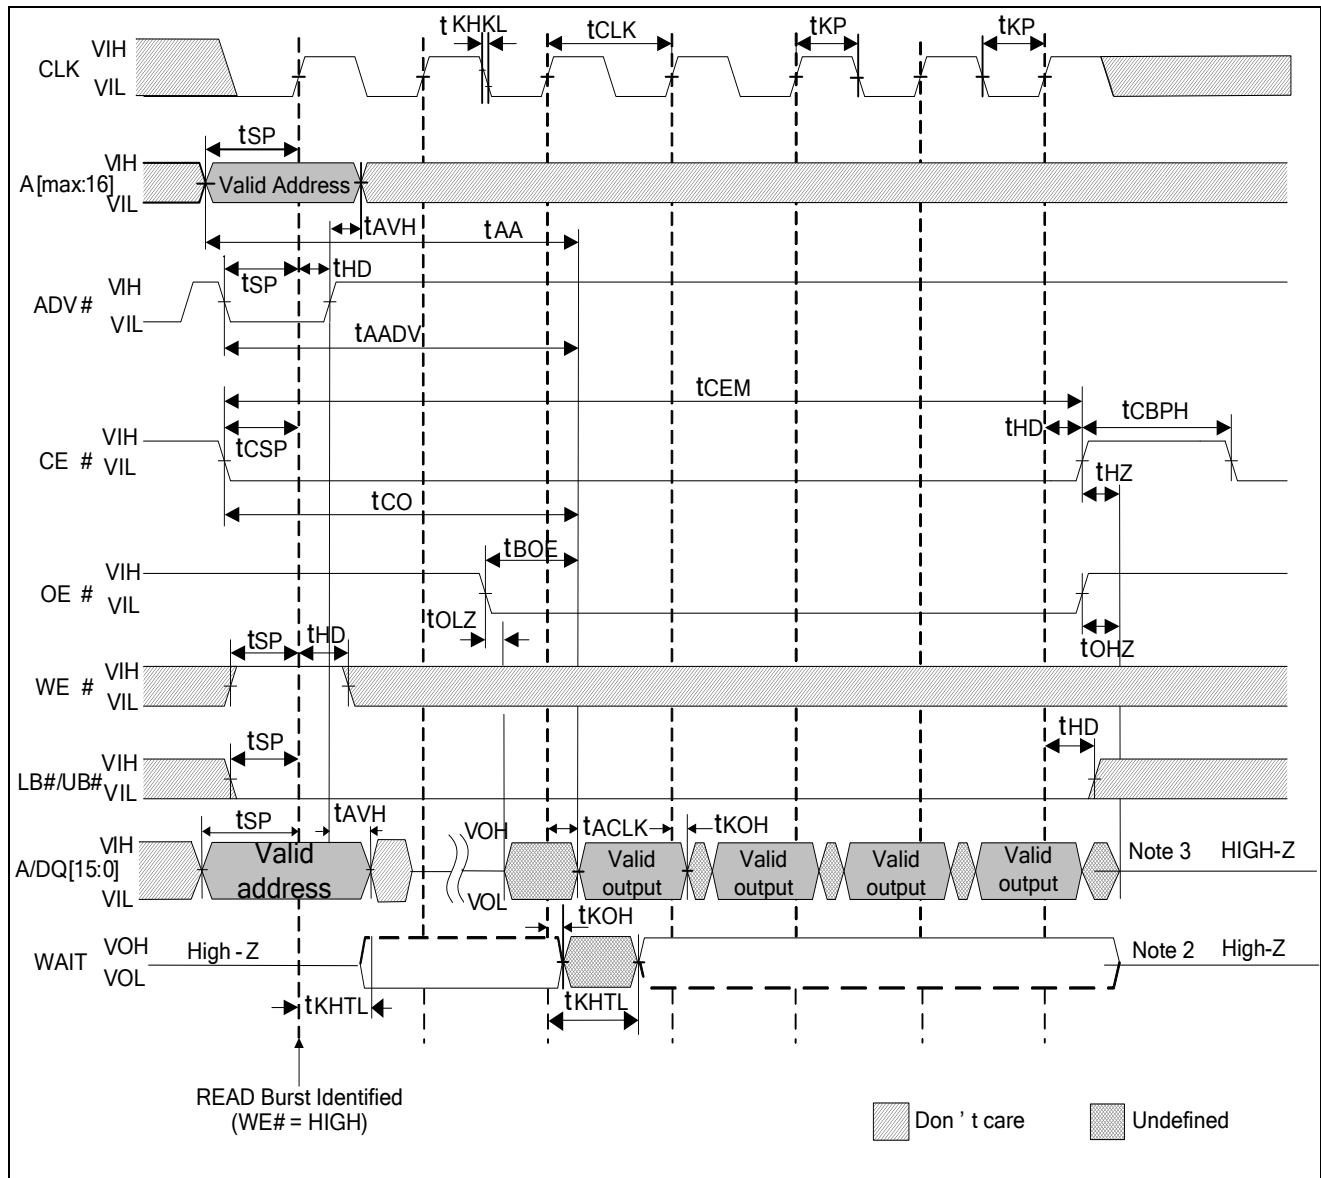 t KHKL
tCLK
tKP
tKP
VIH
CLK
VIL
tSP
VIH
A[max:16]
Valid Address
VIL
tAVH
tAA
tSP
tHD
VIH
ADV #
VIL
tAADV
tCEM
tCSP
tHD
tCBPH
VIH
CE #
VIL
tHZ
tCO
tBOE
VIH
OE #
VIL
tOLZ
tOHZ
tSP
tHD
VIH
WE #
VIL
tSP
tHD
VIH
LB#/UB#
VIL
tSP
tAVH
VOH
tACLK
tKOH
VIH
A/DQ[15:0]
VIL
Valid
address
VOL
Valid
output
Valid
output
Valid
output
Valid
output
Note 3
HIGH-Z
tKOH
WAIT
VOH
VOL
High - Z
Note 2
High-Z
tKHTL
tKHTL
READ Burst Identified
(WE# = HIGH)
Don ' t care
Undefined